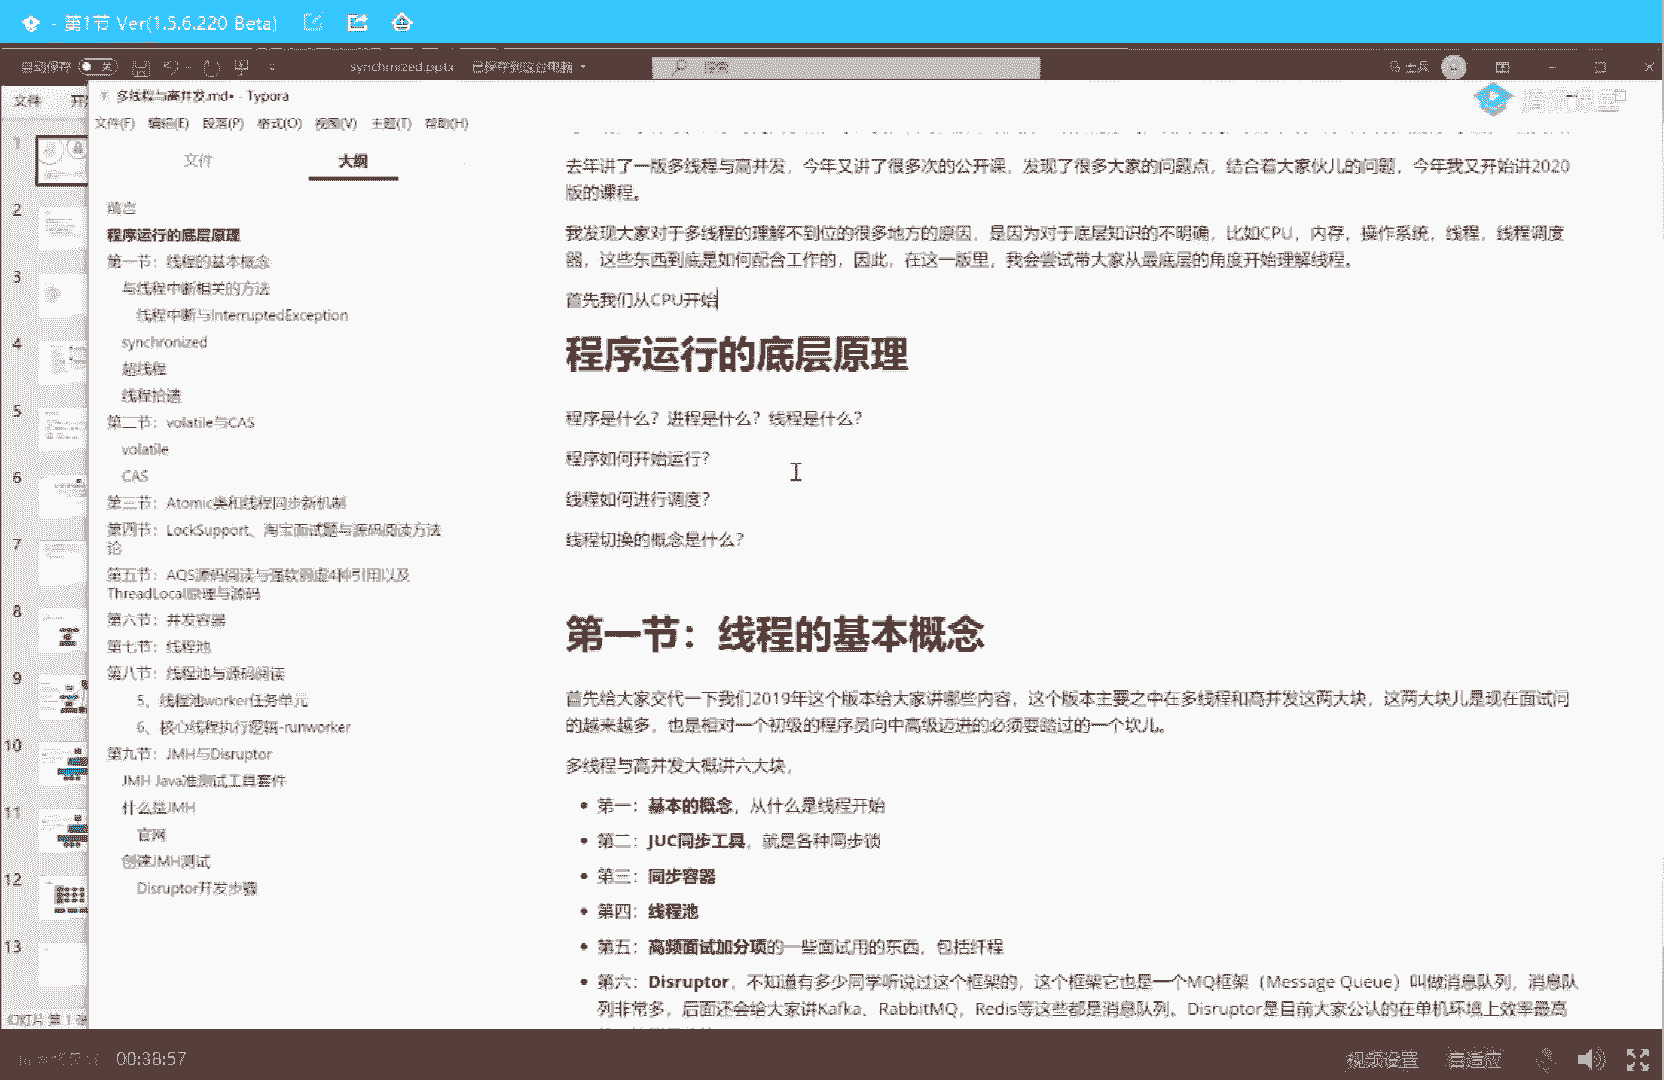 - 第1节 Ver(1.5.6.220 Beta)
自动保存
synchronized.pptx 已保存到这台电脑
搜索
文件
多线程与高并发.md• - Typora
文件(F) 编辑(E) 段落(P) 格式(O) 视图(V) 主题(T) 帮助(H)
文件 大纲
前言
程序运行的底层原理
第一节：线程的基本概念
与线程中断相关的方法
线程中断与InterruptedException
synchronized
超线程
第二节：volatile与CAS
volatile
CAS
第三节：Atomic类和线程同步新机制
第四节：LockSupport、淘宝面试题与源码阅读方法
论
第五节：AQS源码阅读与强软弱虚4种引用以及
ThreadLocal原理与源码
第六节：并发容器
第七节：线程池
第八节：线程池与源码阅读
5、线程池worker任务单元
6、核心线程执行逻辑-runworker
第九节：JMH与Disruptor
JMH Java准测试工具套件
什么是JMH
官网
创建JMH测试
Disruptor开发步骤
去年讲了一版多线程与高并发，今年又讲了很多次的公开课，发现了很多大家的问题点，结合着大家伙儿的问题，今年我又开始讲2020
版的课程。
我发现大家对于多线程的理解不到位的很多地方的原因，是因为对于底层知识的不明确，比如CPU，内存，操作系统，线程，线程调度
器，这些东西到底是如何配合工作的，因此，在这一版里，我会尝试带大家从最底层的角度开始理解线程。
首先我们从CPU开始
程序运行的底层原理
程序是什么？进程是什么？线程是什么？
程序如何开始运行？
线程如何进行调度？
线程切换的概念是什么？
第一节：线程的基本概念
首先给大家交代一下我们2019年这个版本给大家讲哪些内容，这个版本主要之中在多线程和高并发这两大块，这两大块儿是现在面试问
的越来越多，也是相对一个初级的程序员向中高级迈进的必须要踏过的一个坎儿。
多线程与高并发大概讲六大块，
• 第一：基本的概念，从什么是线程开始
• 第二：JUC同步工具，就是各种同步锁
• 第三：同步容器
• 第四：线程池
• 第五：高频面试加分项的一些面试用的东西，包括纤程
• 第六：Disruptor，不知道有多少同学听说过这个框架的，这个框架它也是一个MQ框架（Message Queue）叫做消息队列，消息队
列非常多，后面还会给大家讲Kafka、RabbitMQ，Redis等这些都是消息队列。Disruptor是目前大家公认的在单机环境上效率最高
1
2
3
4
5
6
7
8
9
10
11
12
13
00:38:57
视频设置 自适应